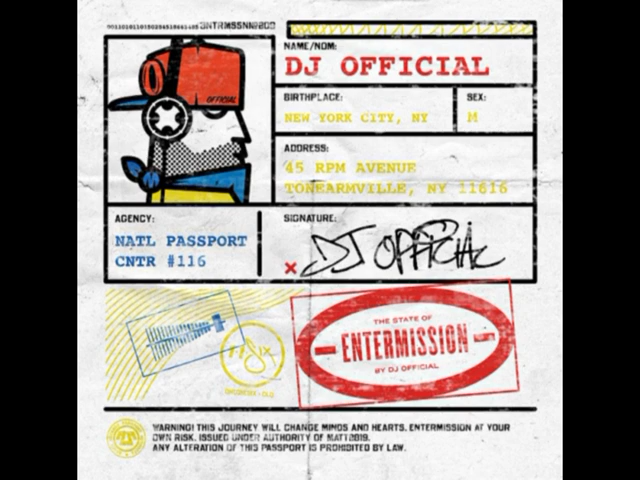 NAME/NOM:
DJ OFFICIAL
OFFICIAL
BIRTHPLACE:
SEX:
NEW YORK CITY, NY
M
ADDRESS:
45 RPM AVENUE
TONEARMVILLE, NY 11616
AGENCY:
NATL PASSPORT
CNTR #116
SIGNATURE:
x DJ OFFICIAL
THE STATE OF
ENTERMISSION
BY DJ OFFICIAL
WARNING! THIS JOURNEY WILL CHANGE MINDS AND HEARTS. ENTERMISSION AT YOUR
OWN RISK. ISSUED UNDER AUTHORITY OF MATT2819.
ANY ALTERATION OF THIS PASSPORT IS PROHIBITED BY LAW.